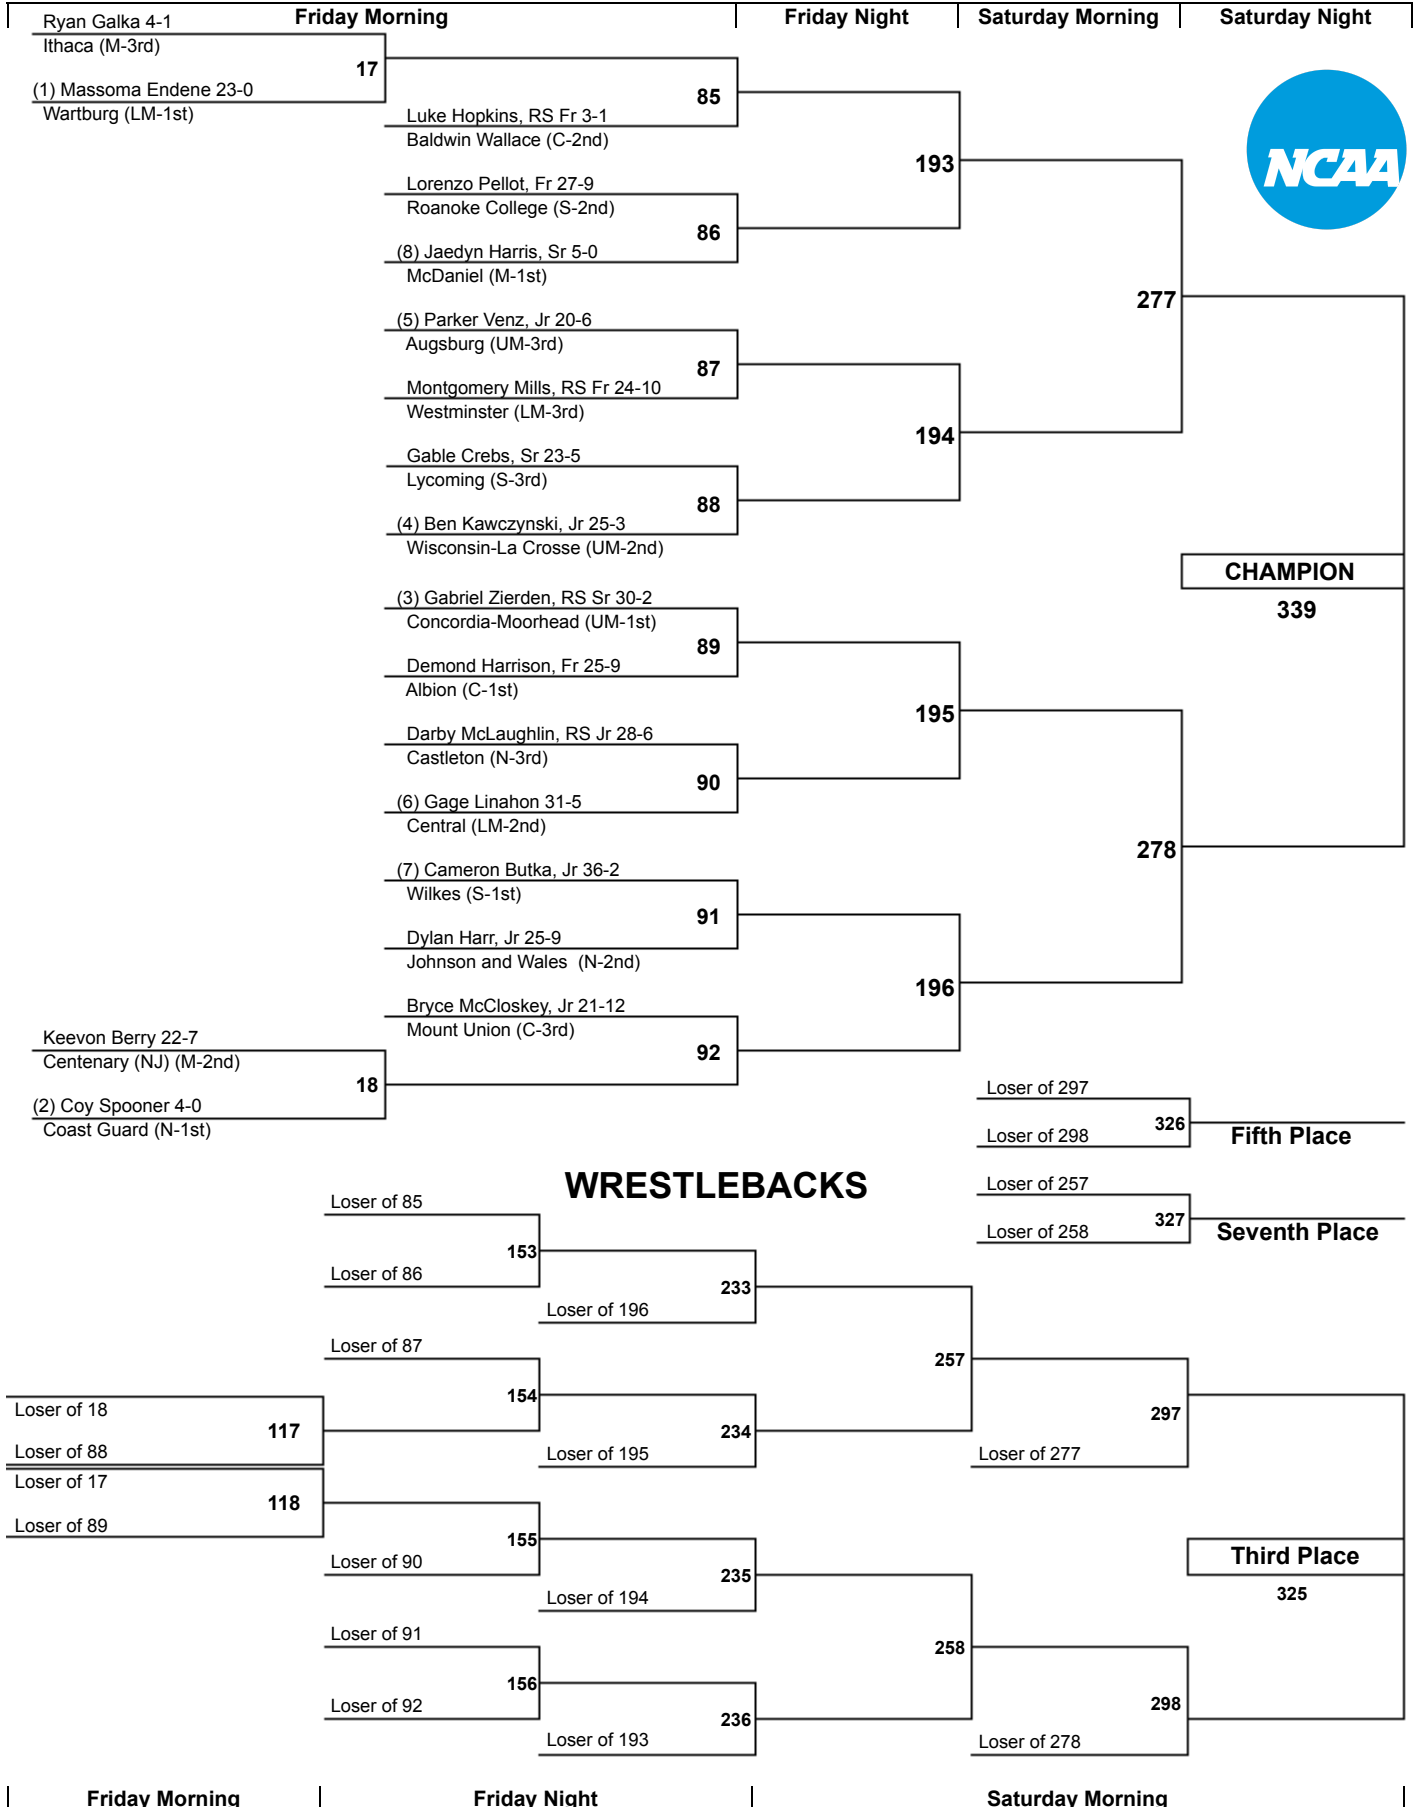 Friday Morning
Friday Night
Saturday Morning
Saturday Night
Ryan Galka 4-1
Ithaca (M-3rd)
17
(1) Massoma Endene 23-0
Wartburg (LM-1st)
85
Luke Hopkins, RS Fr 3-1
Baldwin Wallace (C-2nd)
193
NCAA
Lorenzo Pellot, Fr 27-9
Roanoke College (S-2nd)
86
(8) Jaedyn Harris, Sr 5-0
McDaniel (M-1st)
277
(5) Parker Venz, Jr 20-6
Augsburg (UM-3rd)
87
Montgomery Mills, RS Fr 24-10
Westminster (LM-3rd)
194
Gable Crebs, Sr 23-5
Lycoming (S-3rd)
88
(4) Ben Kawczynski, Jr 25-3
Wisconsin-La Crosse (UM-2nd)
CHAMPION
339
(3) Gabriel Zierden, RS Sr 30-2
Concordia-Moorhead (UM-1st)
89
Demond Harrison, Fr 25-9
Albion (C-1st)
195
Darby McLaughlin, RS Jr 28-6
Castleton (N-3rd)
90
(6) Gage Linahon 31-5
Central (LM-2nd)
278
(7) Cameron Butka, Jr 36-2
Wilkes (S-1st)
91
Dylan Harr, Jr 25-9
Johnson and Wales (N-2nd)
196
Bryce McCloskey, Jr 21-12
Mount Union (C-3rd)
92
Keevon Berry 22-7
Centenary (NJ) (M-2nd)
18
(2) Coy Spooner 4-0
Coast Guard (N-1st)
Loser of 297
326
Fifth Place
Loser of 298
WRESTLEBACKS
Loser of 257
327
Seventh Place
Loser of 258
Loser of 85
153
Loser of 86
233
Loser of 196
Loser of 87
257
154
Loser of 18
117
Loser of 88
234
Loser of 195
297
Loser of 277
Loser of 17
118
Loser of 89
155
Loser of 90
235
Loser of 194
Third Place
325
Loser of 91
258
156
Loser of 92
236
Loser of 193
298
Loser of 278
Friday Morning
Friday Night
Saturday Morning